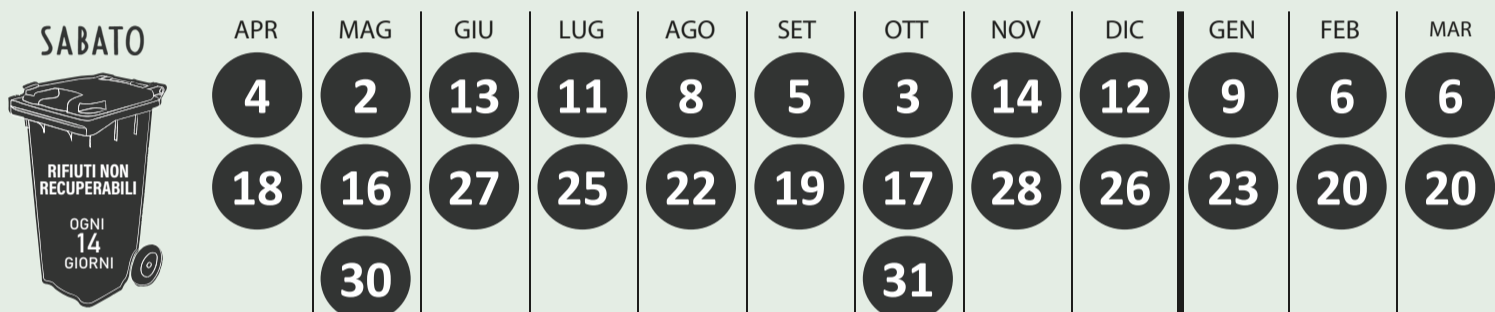 SABATO
RIFIUTI NON
RECUPERABILI
OGNI
14
GIORNI
APR MAG GIU LUG AGO SET OTT NOV DIC GEN FEB MAR
4 2 13 11 8 5 3 14 12 9 6 6
18 16 27 25 22 19 17 28 26 23 20 20
30 31